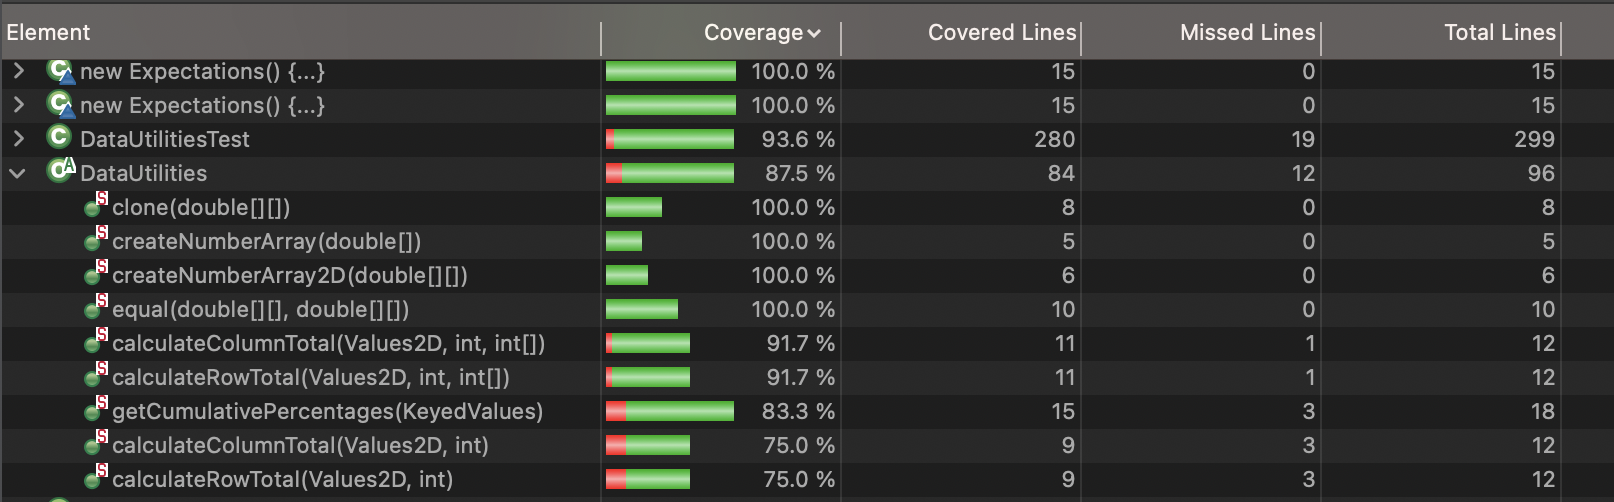 Element Coverage Covered Lines Missed Lines Total Lines
C new Expectations() {...} 100.0 % 15 0 15
C new Expectations() {...} 100.0 % 15 0 15
C DataUtilitiesTest 93.6 % 280 19 299
C A DataUtilities 87.5 % 84 12 96
S clone(double[][]) 100.0 % 8 0 8
S createNumberArray(double[]) 100.0 % 5 0 5
S createNumberArray2D(double[][]) 100.0 % 6 0 6
S equal(double[][], double[][]) 100.0 % 10 0 10
S calculateColumnTotal(Values2D, int, int[]) 91.7 % 11 1 12
S calculateRowTotal(Values2D, int, int[]) 91.7 % 11 1 12
S getCumulativePercentages(KeyedValues) 83.3 % 15 3 18
S calculateColumnTotal(Values2D, int) 75.0 % 9 3 12
S calculateRowTotal(Values2D, int) 75.0 % 9 3 12